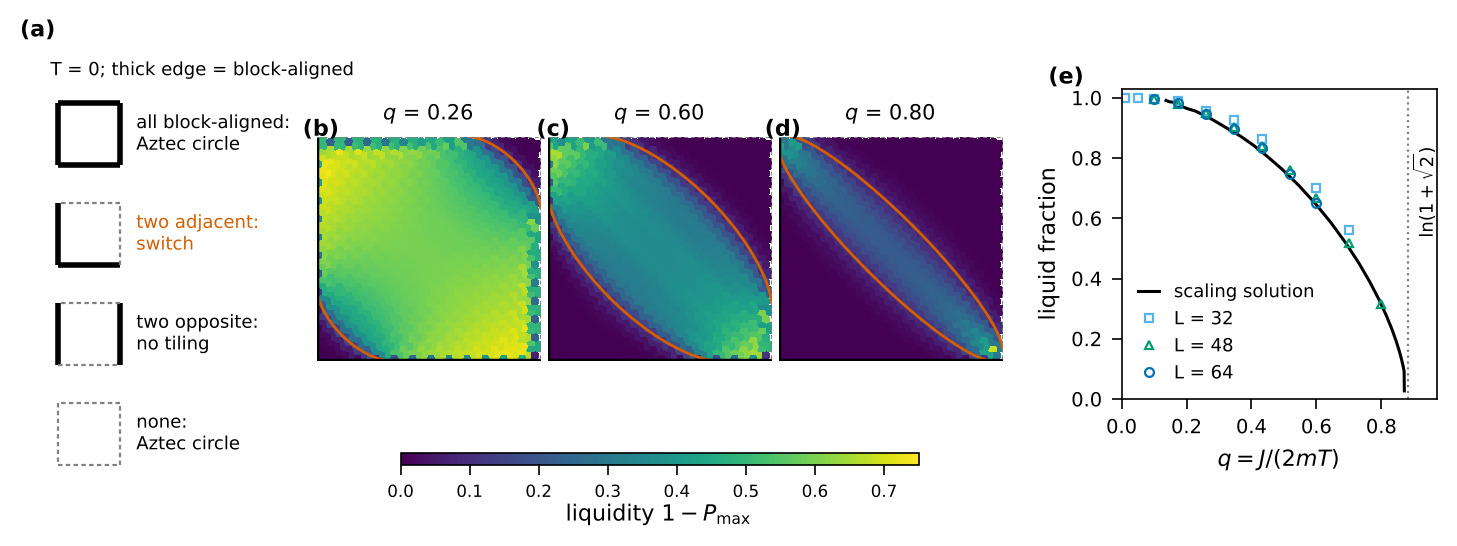 (a)
T = 0; thick edge = block-aligned
all block-aligned:
Aztec circle
two adjacent:
switch
two opposite:
no tiling
none:
Aztec circle
(b)
q = 0.26
(c)
q = 0.60
(d)
q = 0.80
0.0 0.1 0.2 0.3 0.4 0.5 0.6 0.7
liquidity 1 − Pmax
(e)
1.0
0.8
0.6
0.4
0.2
0.0
liquid fraction
ln(1 + √2)
scaling solution
L = 32
L = 48
L = 64
0.0 0.2 0.4 0.6 0.8
q = J/(2mT)